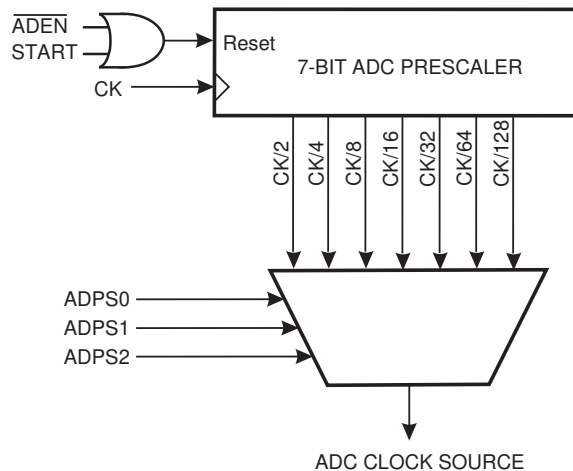 ADEN
START
Reset
7-BIT ADC PRESCALER
CK
CK/2
CK/4
CK/8
CK/16
CK/32
CK/64
CK/128
ADPS0
ADPS1
ADPS2
ADC CLOCK SOURCE